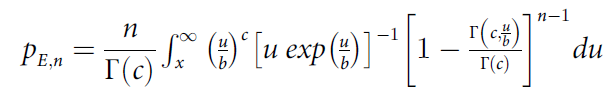 p_{E,n} = \frac{n}{\Gamma(c)} \int_x^\infty \left(\frac{u}{b}\right)^c \left[u \exp\left(\frac{u}{b}\right)\right]^{-1} \left[1 - \frac{\Gamma\left(c, \frac{u}{b}\right)}{\Gamma(c)}\right]^{n-1} du